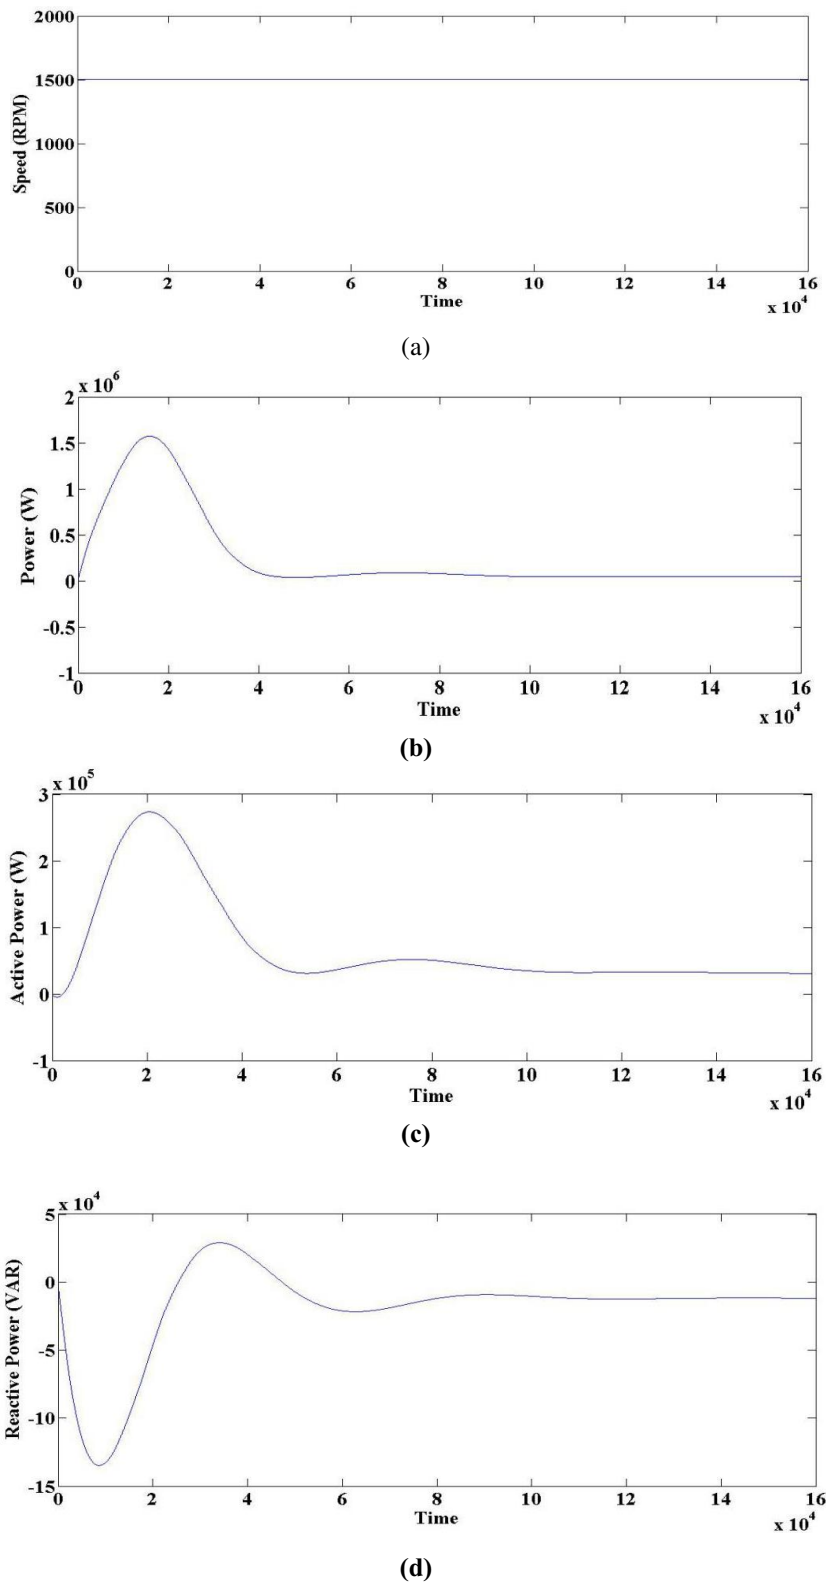 2000
1500
1000
500
0
Speed (RPM)
0 2 4 6 8 10 12 14 16
Time
x 10^4
(a)
x 10^6
2
1.5
1
0.5
0
-0.5
-1
Power (W)
0 2 4 6 8 10 12 14 16
Time
x 10^4
(b)
x 10^5
3
2
1
0
-1
Active Power (W)
0 2 4 6 8 10 12 14 16
Time
x 10^4
(c)
x 10^4
5
0
-5
-10
-15
Reactive Power (VAR)
0 2 4 6 8 10 12 14 16
Time
x 10^4
(d)